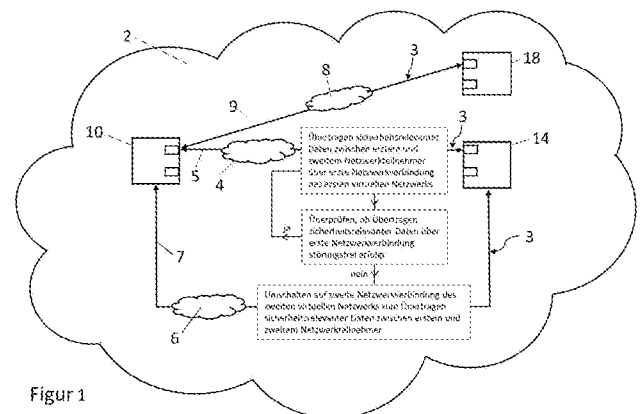 2
3
18
8
9
10
Übertragen sicherheitsrelevanter
Daten zwischen erstem und
zweitem Netzwerkteilnehmer
über erste Netzwerkverbindung
des ersten virtuellen Netzwerks
3
14
5
4
ja
Überprüfen, ob Übertragen
sicherheitsrelevanter Daten über
erste Netzwerkverbindung
störungsfrei erfolgt
7
3
nein
Umschalten auf zweite Netzwerkverbindung des
zweiten virtuellen Netzwerks zum Übertragen
sicherheitsrelevanter Daten zwischen erstem und
zweitem Netzwerkteilnehmer
6
Figur 1